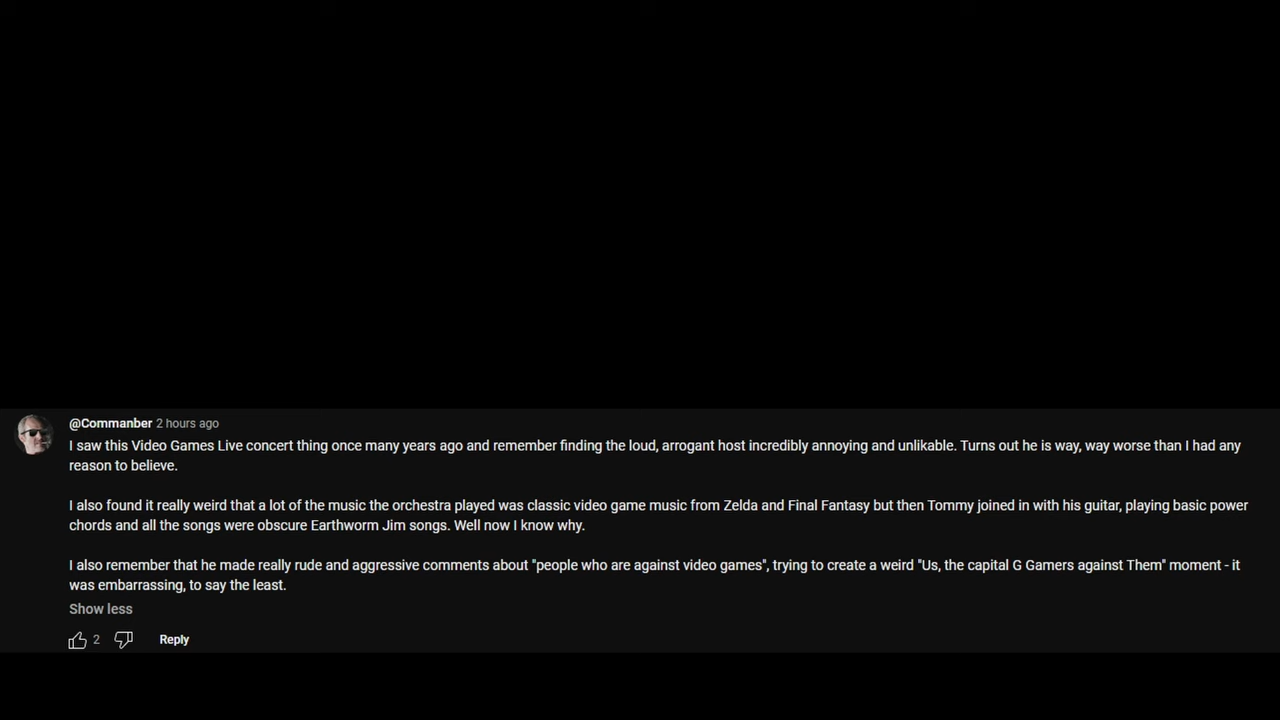 @Commanber 2 hours ago
I saw this Video Games Live concert thing once many years ago and remember finding the loud, arrogant host incredibly annoying and unlikable. Turns out he is way, way worse than I had any
reason to believe.
I also found it really weird that a lot of the music the orchestra played was classic video game music from Zelda and Final Fantasy but then Tommy joined in with his guitar, playing basic power
chords and all the songs were obscure Earthworm Jim songs. Well now I know why.
I also remember that he made really rude and aggressive comments about "people who are against video games", trying to create a weird "Us, the capital G Gamers against Them" moment - it
was embarrassing, to say the least.
Show less
2 Reply